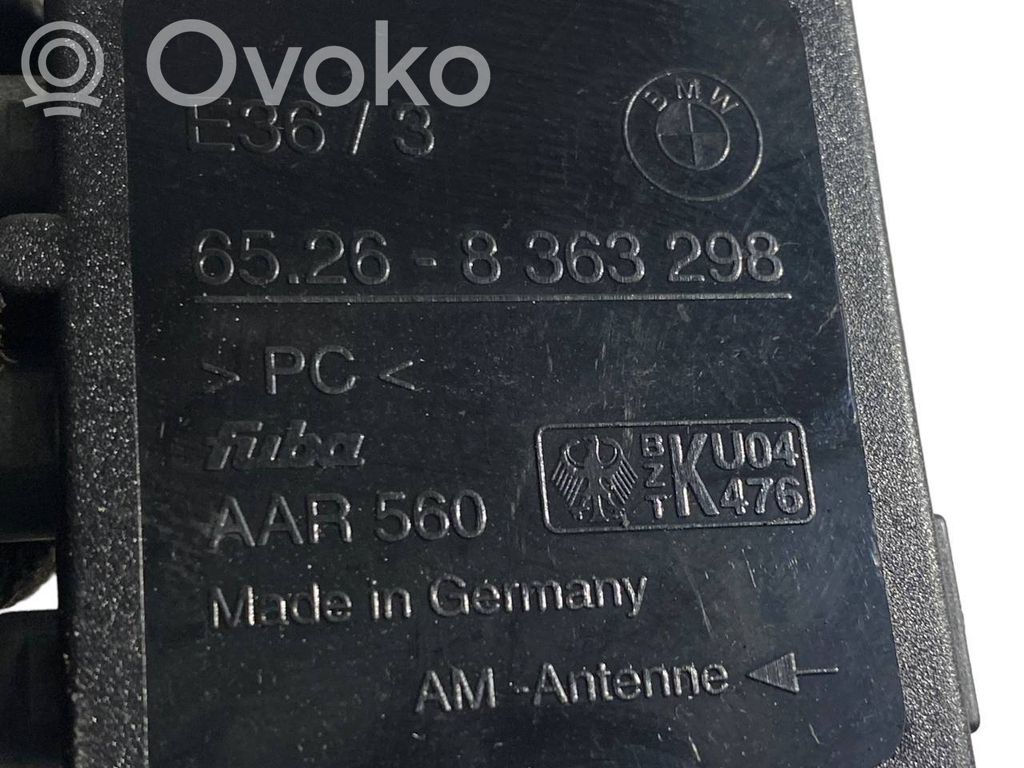 Ovoko
E36 / 3
BMW
65.26 - 8 363 298
> PC <
fuba
BZT K U04 476
AAR 560
Made in Germany
AM -Antenne